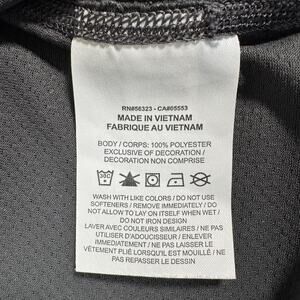 RN#56323 - CA#05553
MADE IN VIETNAM
FABRIQUE AU VIETNAM
BODY / CORPS: 100% POLYESTER
EXCLUSIVE OF DECORATION /
DECORATION NON COMPRISE
30C
WASH WITH LIKE COLORS / DO NOT USE
SOFTENERS / REMOVE IMMEDIATELY / DO
NOT ALLOW TO LAY ON ITSELF WHEN WET /
DO NOT IRON DESIGN
LAVER AVEC COULEURS SIMILAIRES / NE PAS
UTILISER D'ADOUCISSEUR / ENLEVER
IMMÉDIATEMENT / NE PAS LAISSER LE
VÊTEMENT PLIÉ LORSQU'IL EST MOUILLÉ / NE
PAS REPASSER LE DESSIN